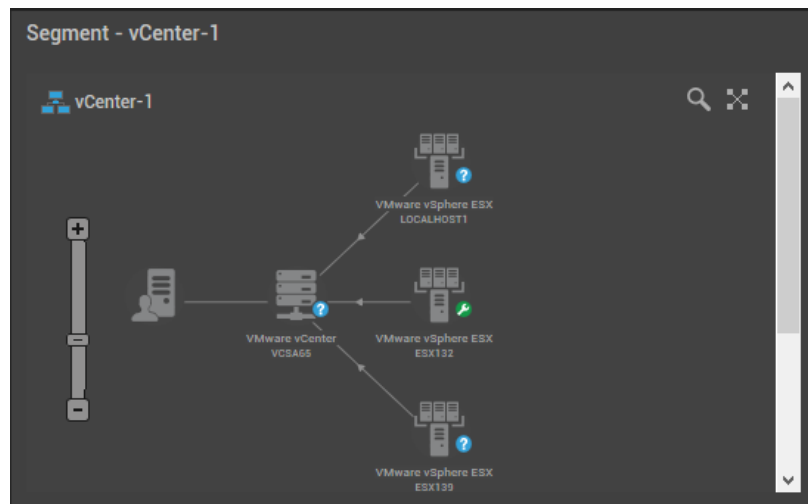 Segment - vCenter-1
vCenter-1
VMware vSphere ESX
LOCALHOST1
VMware vCenter
VCSA65
VMware vSphere ESX
ESX132
VMware vSphere ESX
ESX139